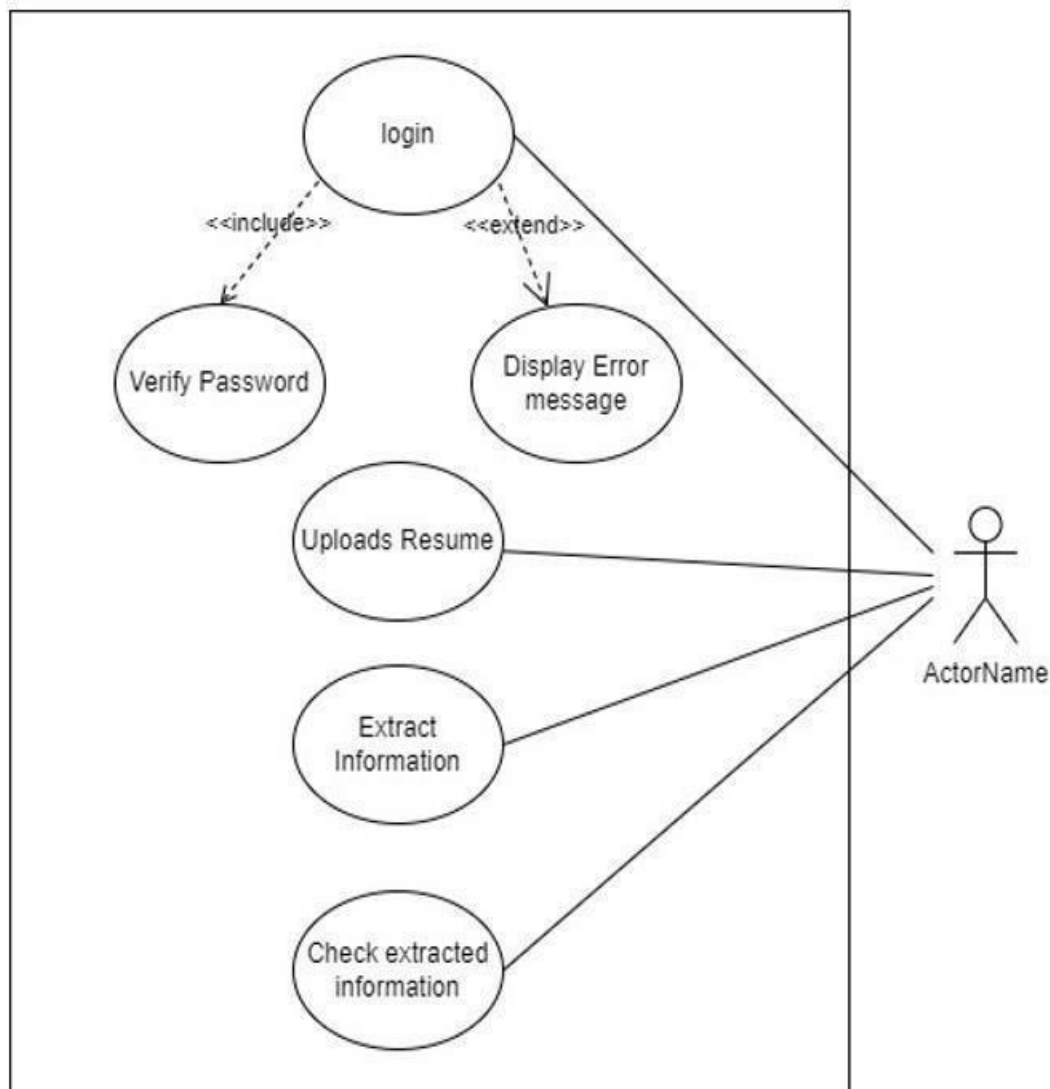 login
<<include>>
<<extend>>
Verify Password
Display Error
message
Uploads Resume
Extract
Information
ActorName
Check extracted
information